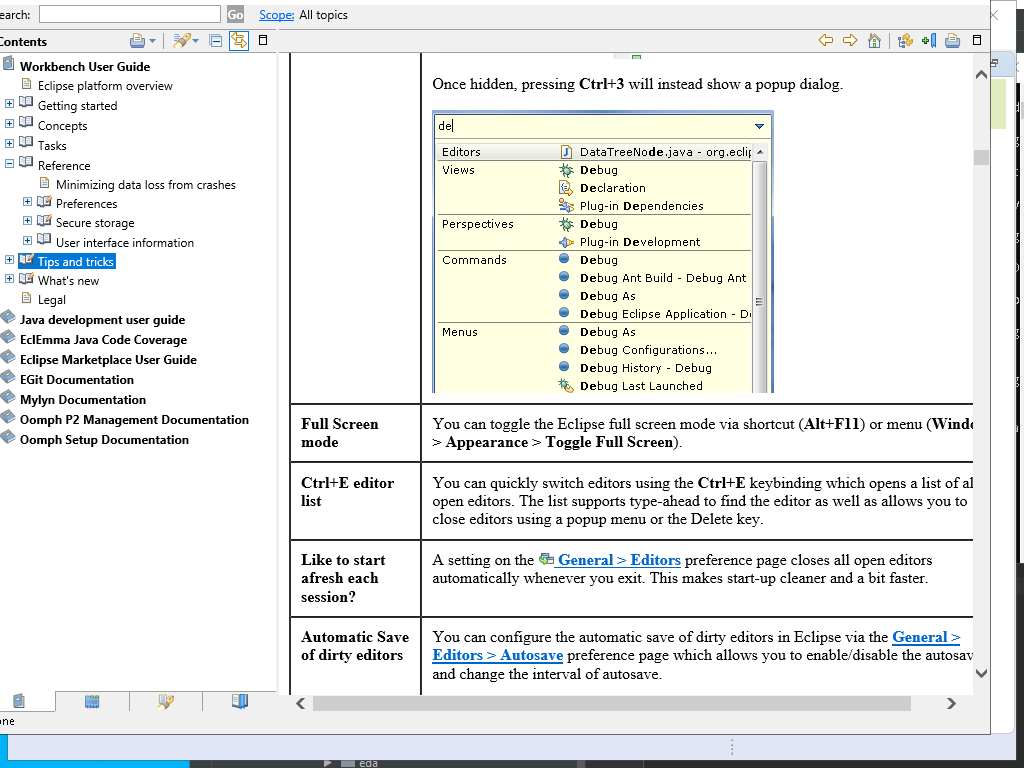 earch:
Go
Scope: All topics
Contents
Workbench User Guide
Eclipse platform overview
Getting started
Concepts
Tasks
Reference
Minimizing data loss from crashes
Preferences
Secure storage
User interface information
Tips and tricks
What's new
Legal
Java development user guide
EclEmma Java Code Coverage
Eclipse Marketplace User Guide
EGit Documentation
Mylyn Documentation
Oomph P2 Management Documentation
Oomph Setup Documentation
Once hidden, pressing Ctrl+3 will instead show a popup dialog.
de
Editors DataTreeNode.java - org.eclip
Views Debug
Declaration
Plug-in Dependencies
Perspectives Debug
Plug-in Development
Commands Debug
Debug Ant Build - Debug Ant
Debug As
Debug Eclipse Application - De
Menus Debug As
Debug Configurations...
Debug History - Debug
Debug Last Launched
Full Screen
mode
You can toggle the Eclipse full screen mode via shortcut (Alt+F11) or menu (Windo
> Appearance > Toggle Full Screen).
Ctrl+E editor
list
You can quickly switch editors using the Ctrl+E keybinding which opens a list of al
open editors. The list supports type-ahead to find the editor as well as allows you to
close editors using a popup menu or the Delete key.
Like to start
afresh each
session?
A setting on the General > Editors preference page closes all open editors
automatically whenever you exit. This makes start-up cleaner and a bit faster.
Automatic Save
of dirty editors
You can configure the automatic save of dirty editors in Eclipse via the General >
Editors > Autosave preference page which allows you to enable/disable the autosav
and change the interval of autosave.
one
eda